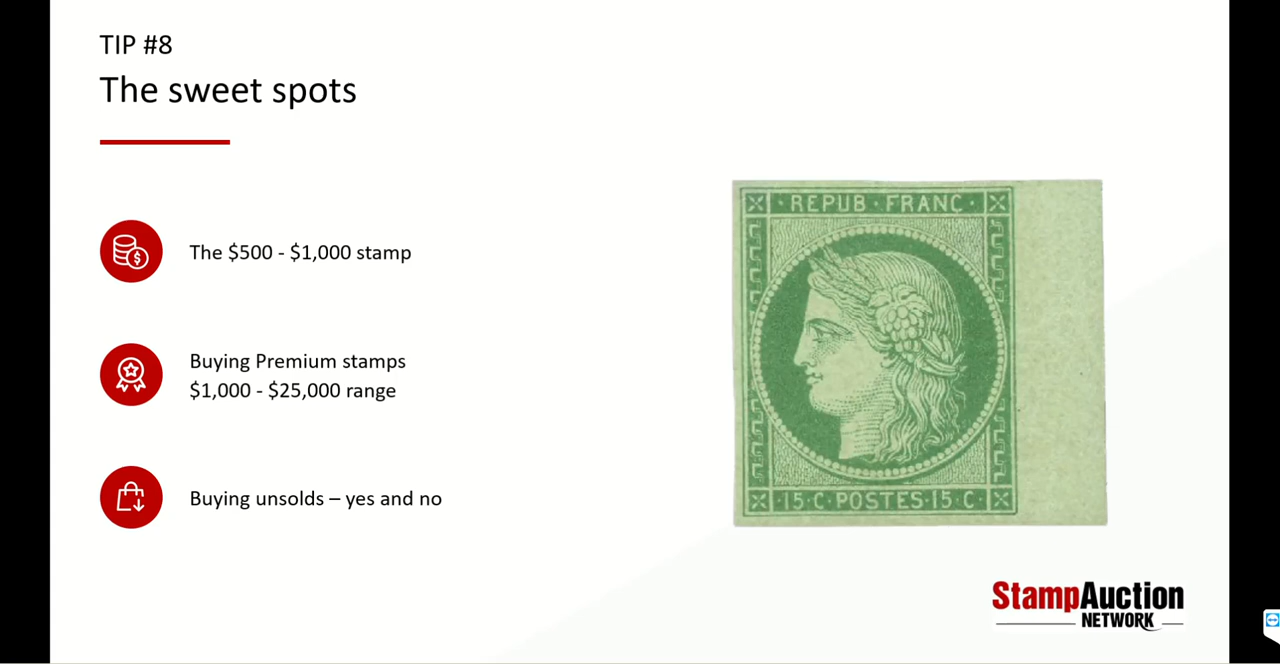 TIP #8
The sweet spots
The $500 - $1,000 stamp
Buying Premium stamps
$1,000 - $25,000 range
Buying unsolds – yes and no
· REPUB · FRANC ·
· 15 · C · POSTES · 15 · C ·
StampAuction
NETWORK